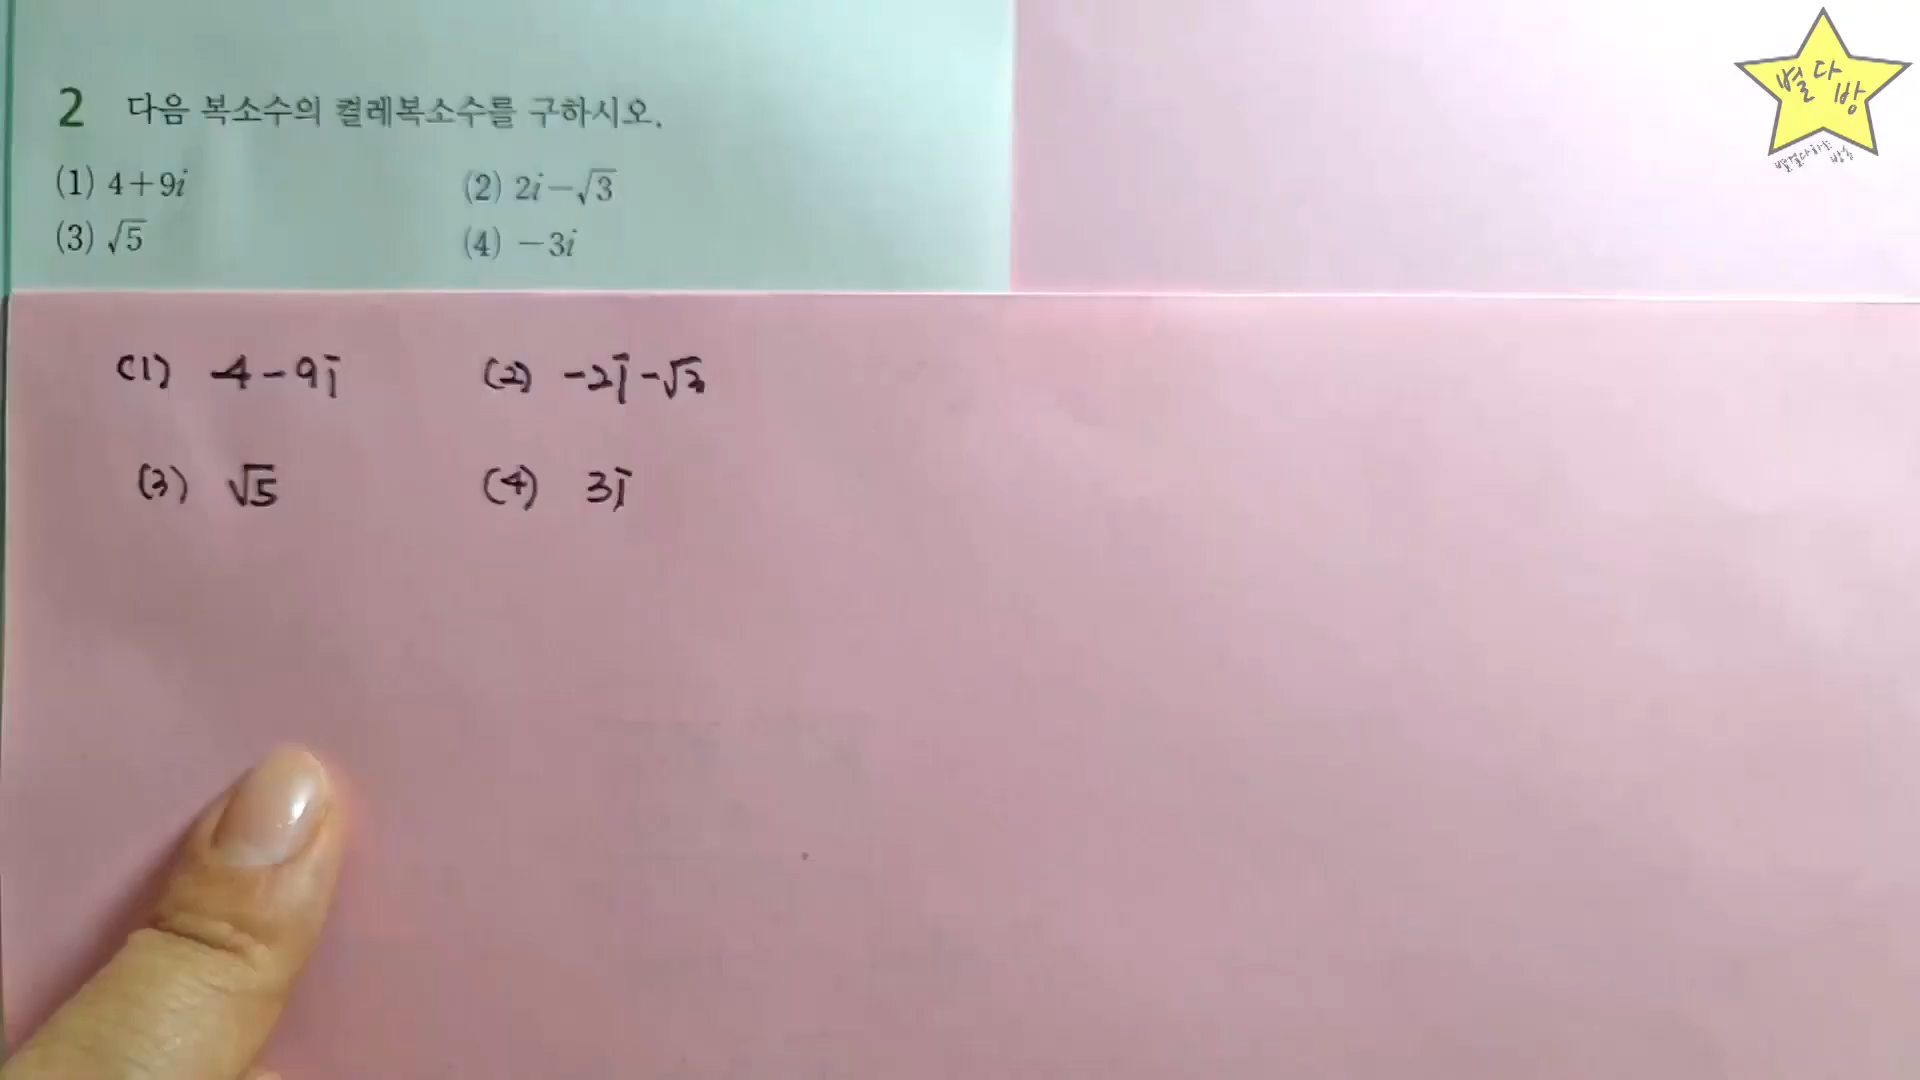 2 다음 복소수의 켤레복소수를 구하시오.
(1) 4+9i (2) 2i−√3
(3) √5 (4) −3i
(1) 4-9i (2) -2i-√3
(3) √5 (4) 3i
별다방